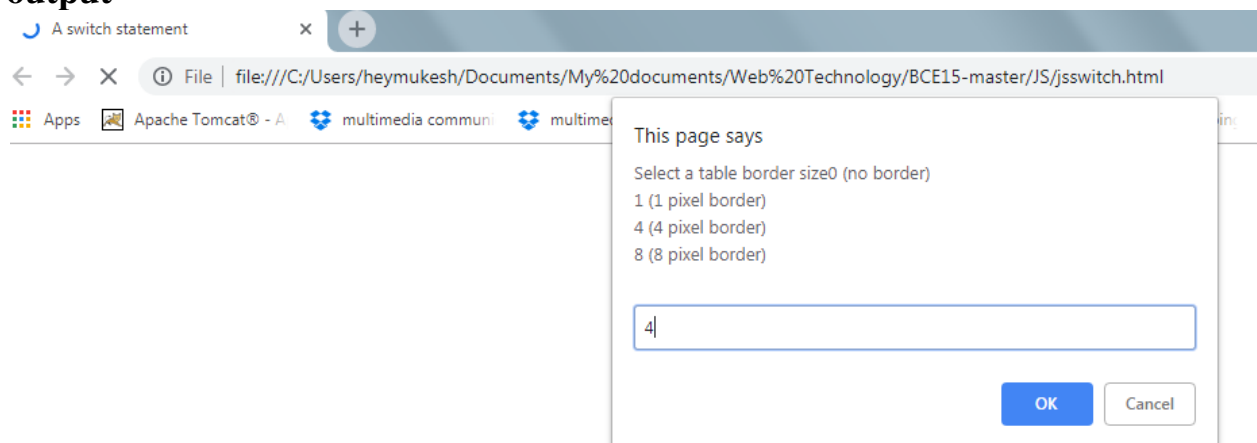 output
A switch statement
File file:///C:/Users/heymukesh/Documents/My%20documents/Web%20Technology/BCE15-master/JS/jsswitch.html
Apps Apache Tomcat® - A multimedia communi multimed
This page says
Select a table border size0 (no border)
1 (1 pixel border)
4 (4 pixel border)
8 (8 pixel border)
4
OK Cancel